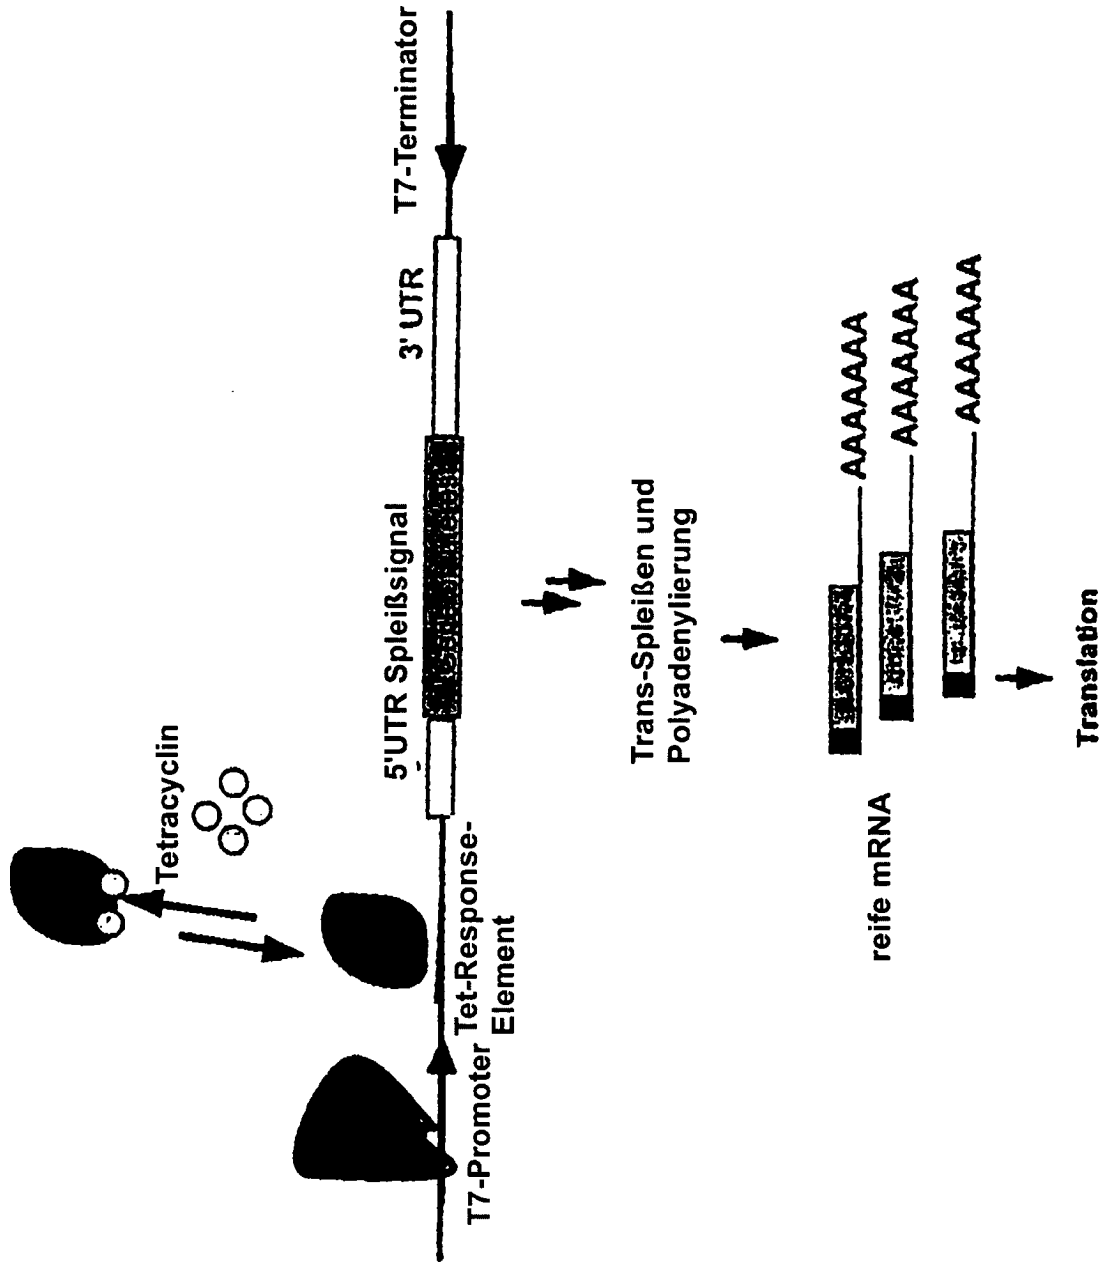 Tetracyclin
5'UTR Spleißsignal
3' UTR
T7-Terminator
T7-Promoter
Tet-Response-
Element
Trans-Spleißen und
Polyadenylierung
reife mRNA
AAAAAAA
AAAAAAA
AAAAAAA
Translation